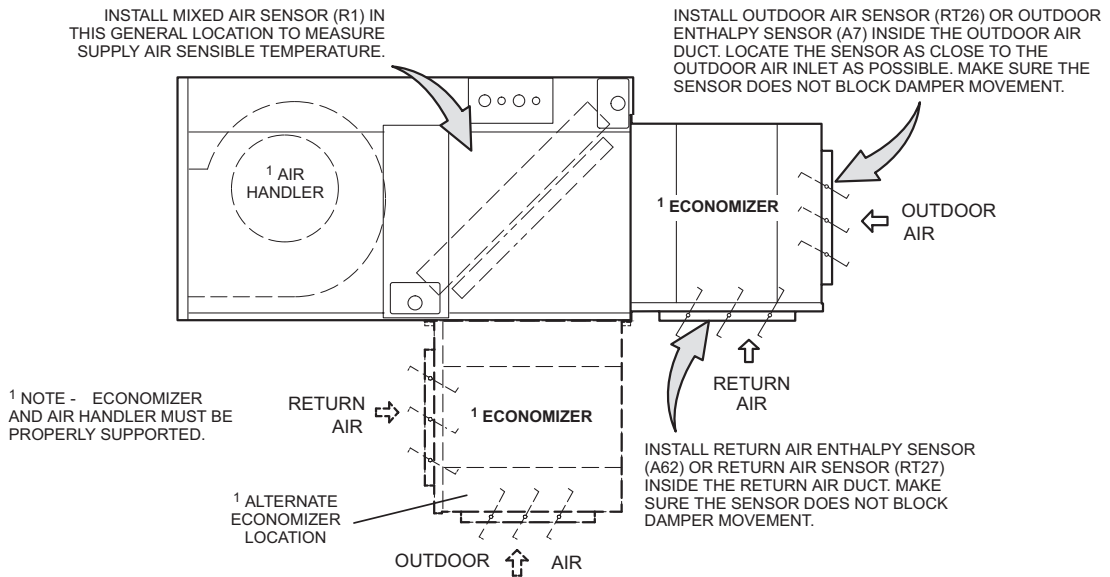 INSTALL MIXED AIR SENSOR (R1) IN
THIS GENERAL LOCATION TO MEASURE
SUPPLY AIR SENSIBLE TEMPERATURE.
INSTALL OUTDOOR AIR SENSOR (RT26) OR OUTDOOR
ENTHALPY SENSOR (A7) INSIDE THE OUTDOOR AIR
DUCT. LOCATE THE SENSOR AS CLOSE TO THE
OUTDOOR AIR INLET AS POSSIBLE. MAKE SURE THE
SENSOR DOES NOT BLOCK DAMPER MOVEMENT.
1 AIR
HANDLER
1 ECONOMIZER
OUTDOOR
AIR
RETURN
AIR
1 NOTE - ECONOMIZER
AND AIR HANDLER MUST BE
PROPERLY SUPPORTED.
RETURN
AIR
1 ECONOMIZER
INSTALL RETURN AIR ENTHALPY SENSOR
(A62) OR RETURN AIR SENSOR (RT27)
INSIDE THE RETURN AIR DUCT. MAKE
SURE THE SENSOR DOES NOT BLOCK
DAMPER MOVEMENT.
1 ALTERNATE
ECONOMIZER
LOCATION
OUTDOOR AIR